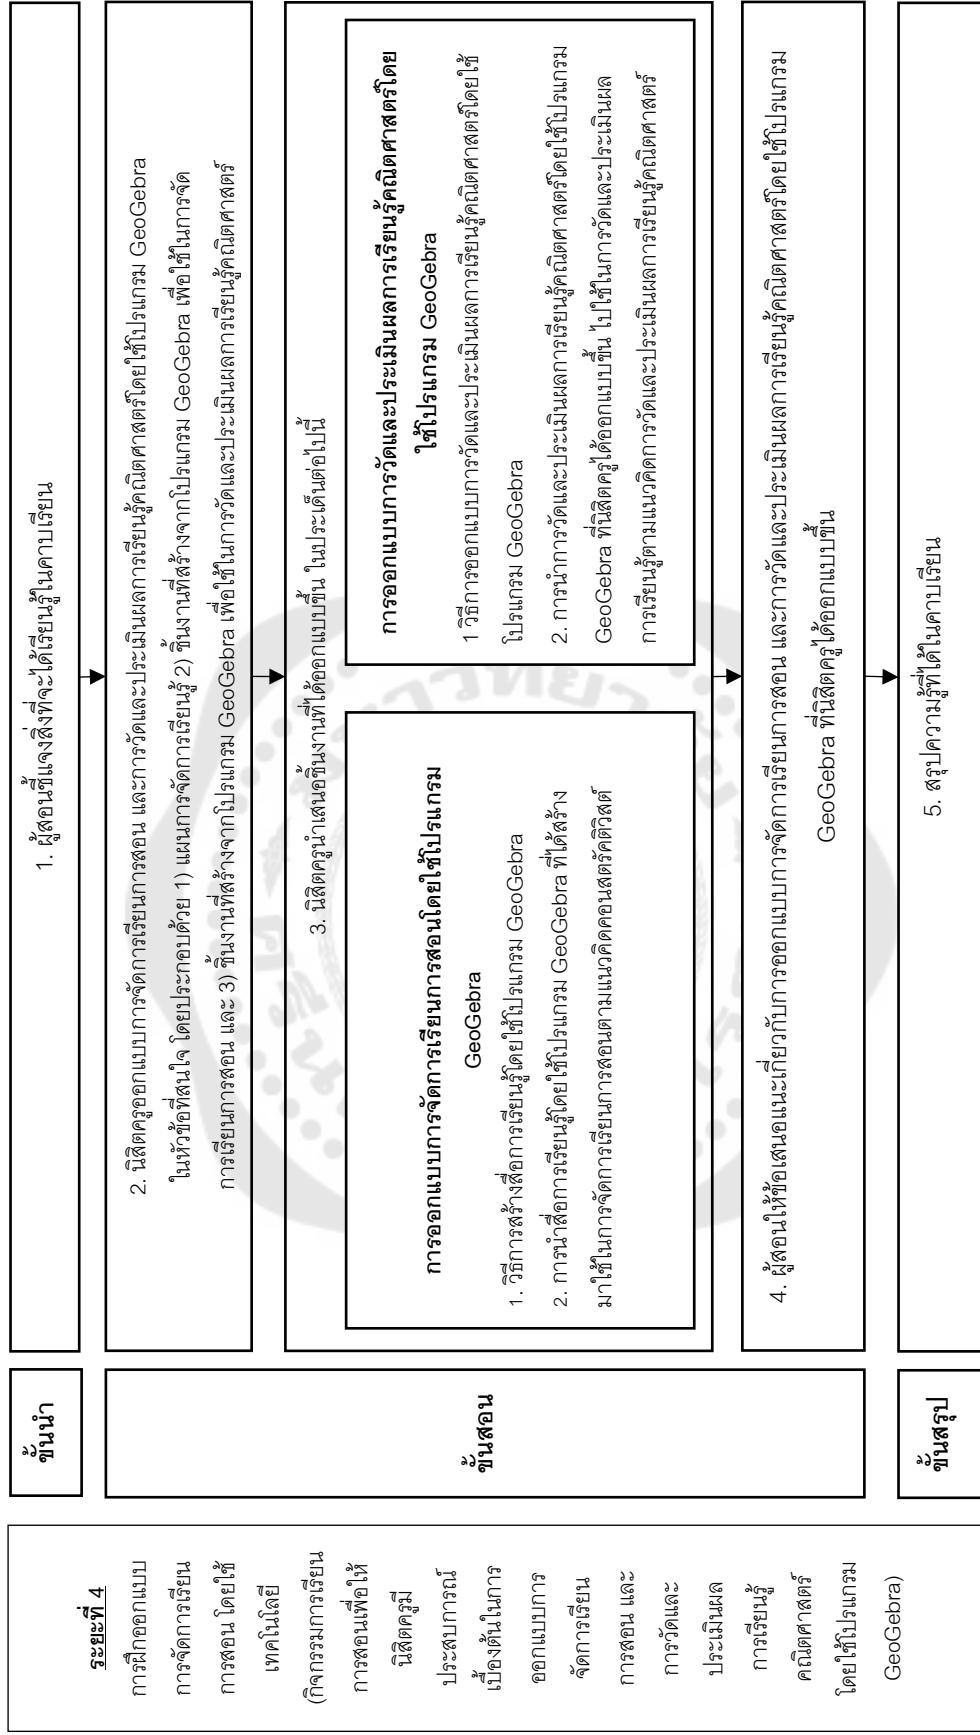 ระยะที่ 4
การฝึกออกแบบ
การจัดการเรียน
การสอน โดยใช้
เทคโนโลยี
(กิจกรรมการเรียน
การสอนเพื่อให้
นิสิตครูมี
ประสบการณ์
เบื้องต้นในการ
ออกแบบการ
จัดการเรียน
การสอน และ
การวัดและ
ประเมินผล
การเรียนรู้
คณิตศาสตร์
โดยใช้โปรแกรม
GeoGebra)
ขั้นนำ
1. ผู้สอนชี้แจงสิ่งที่จะได้เรียนรู้ในคาบเรียน
ขั้นสอน
2. นิสิตครูออกแบบการจัดการเรียนการสอน และการวัดและประเมินผลการเรียนรู้คณิตศาสตร์โดยใช้โปรแกรม GeoGebra
ในหัวข้อที่สนใจ โดยประกอบด้วย 1) แผนการจัดการเรียนรู้ 2) ชิ้นงานที่สร้างจากโปรแกรม GeoGebra เพื่อใช้ในการจัด
การเรียนการสอน และ 3) ชิ้นงานที่สร้างจากโปรแกรม GeoGebra เพื่อใช้ในการวัดและประเมินผลการเรียนรู้คณิตศาสตร์
3. นิสิตครูนำเสนอชิ้นงานที่ได้ออกแบบขึ้น ในประเด็นต่อไปนี้
การออกแบบการจัดการเรียนการสอนโดยใช้โปรแกรม
GeoGebra
1. วิธีการสร้างสื่อการเรียนรู้โดยใช้โปรแกรม GeoGebra
2. การนำสื่อการเรียนรู้โดยใช้โปรแกรม GeoGebra ที่ได้สร้าง
มาใช้ในการจัดการเรียนการสอนตามแนวคิดคอนสตรัคติวิสต์
การออกแบบการวัดและประเมินผลการเรียนรู้คณิตศาสตร์โดย
ใช้โปรแกรม GeoGebra
1 วิธีการออกแบบการวัดและประเมินผลการเรียนรู้คณิตศาสตร์โดยใช้
โปรแกรม GeoGebra
2. การนำการวัดและประเมินผลการเรียนรู้คณิตศาสตร์โดยใช้โปรแกรม
GeoGebra ที่นิสิตครูได้ออกแบบขึ้น ไปใช้ในการวัดและประเมินผล
การเรียนรู้ตามแนวคิดการวัดและประเมินผลการเรียนรู้คณิตศาสตร์
4. ผู้สอนให้ข้อเสนอแนะเกี่ยวกับการออกแบบการจัดการเรียนการสอน และการวัดและประเมินผลการเรียนรู้คณิตศาสตร์โดยใช้โปรแกรม
GeoGebra ที่นิสิตครูได้ออกแบบขึ้น
ขั้นสรุป
5. สรุปความรู้ที่ได้ในคาบเรียน